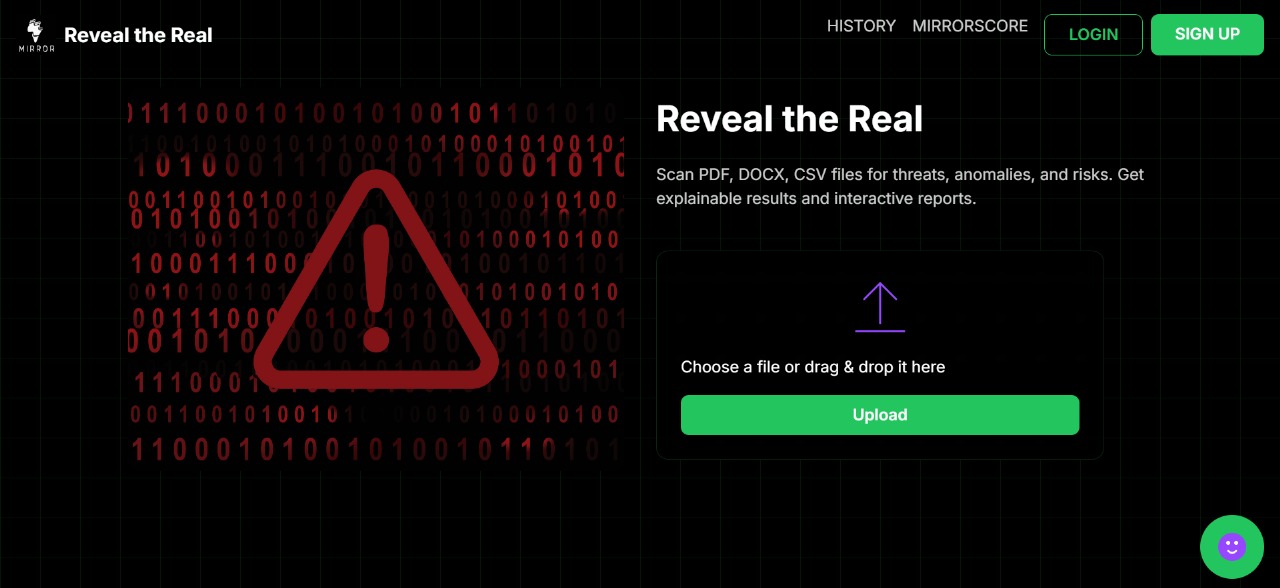 MIRROR
Reveal the Real
HISTORY
MIRRORSCORE
LOGIN
SIGN UP
Reveal the Real
Scan PDF, DOCX, CSV files for threats, anomalies, and risks. Get
explainable results and interactive reports.
Choose a file or drag & drop it here
Upload